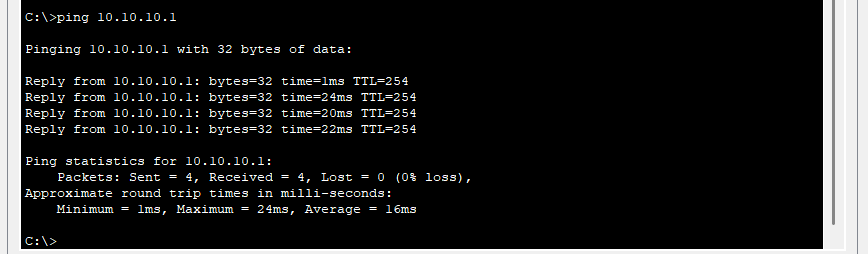 C:\>ping 10.10.10.1
Pinging 10.10.10.1 with 32 bytes of data:
Reply from 10.10.10.1: bytes=32 time=1ms TTL=254
Reply from 10.10.10.1: bytes=32 time=24ms TTL=254
Reply from 10.10.10.1: bytes=32 time=20ms TTL=254
Reply from 10.10.10.1: bytes=32 time=22ms TTL=254
Ping statistics for 10.10.10.1:
Packets: Sent = 4, Received = 4, Lost = 0 (0% loss),
Approximate round trip times in milli-seconds:
Minimum = 1ms, Maximum = 24ms, Average = 16ms
C:\>